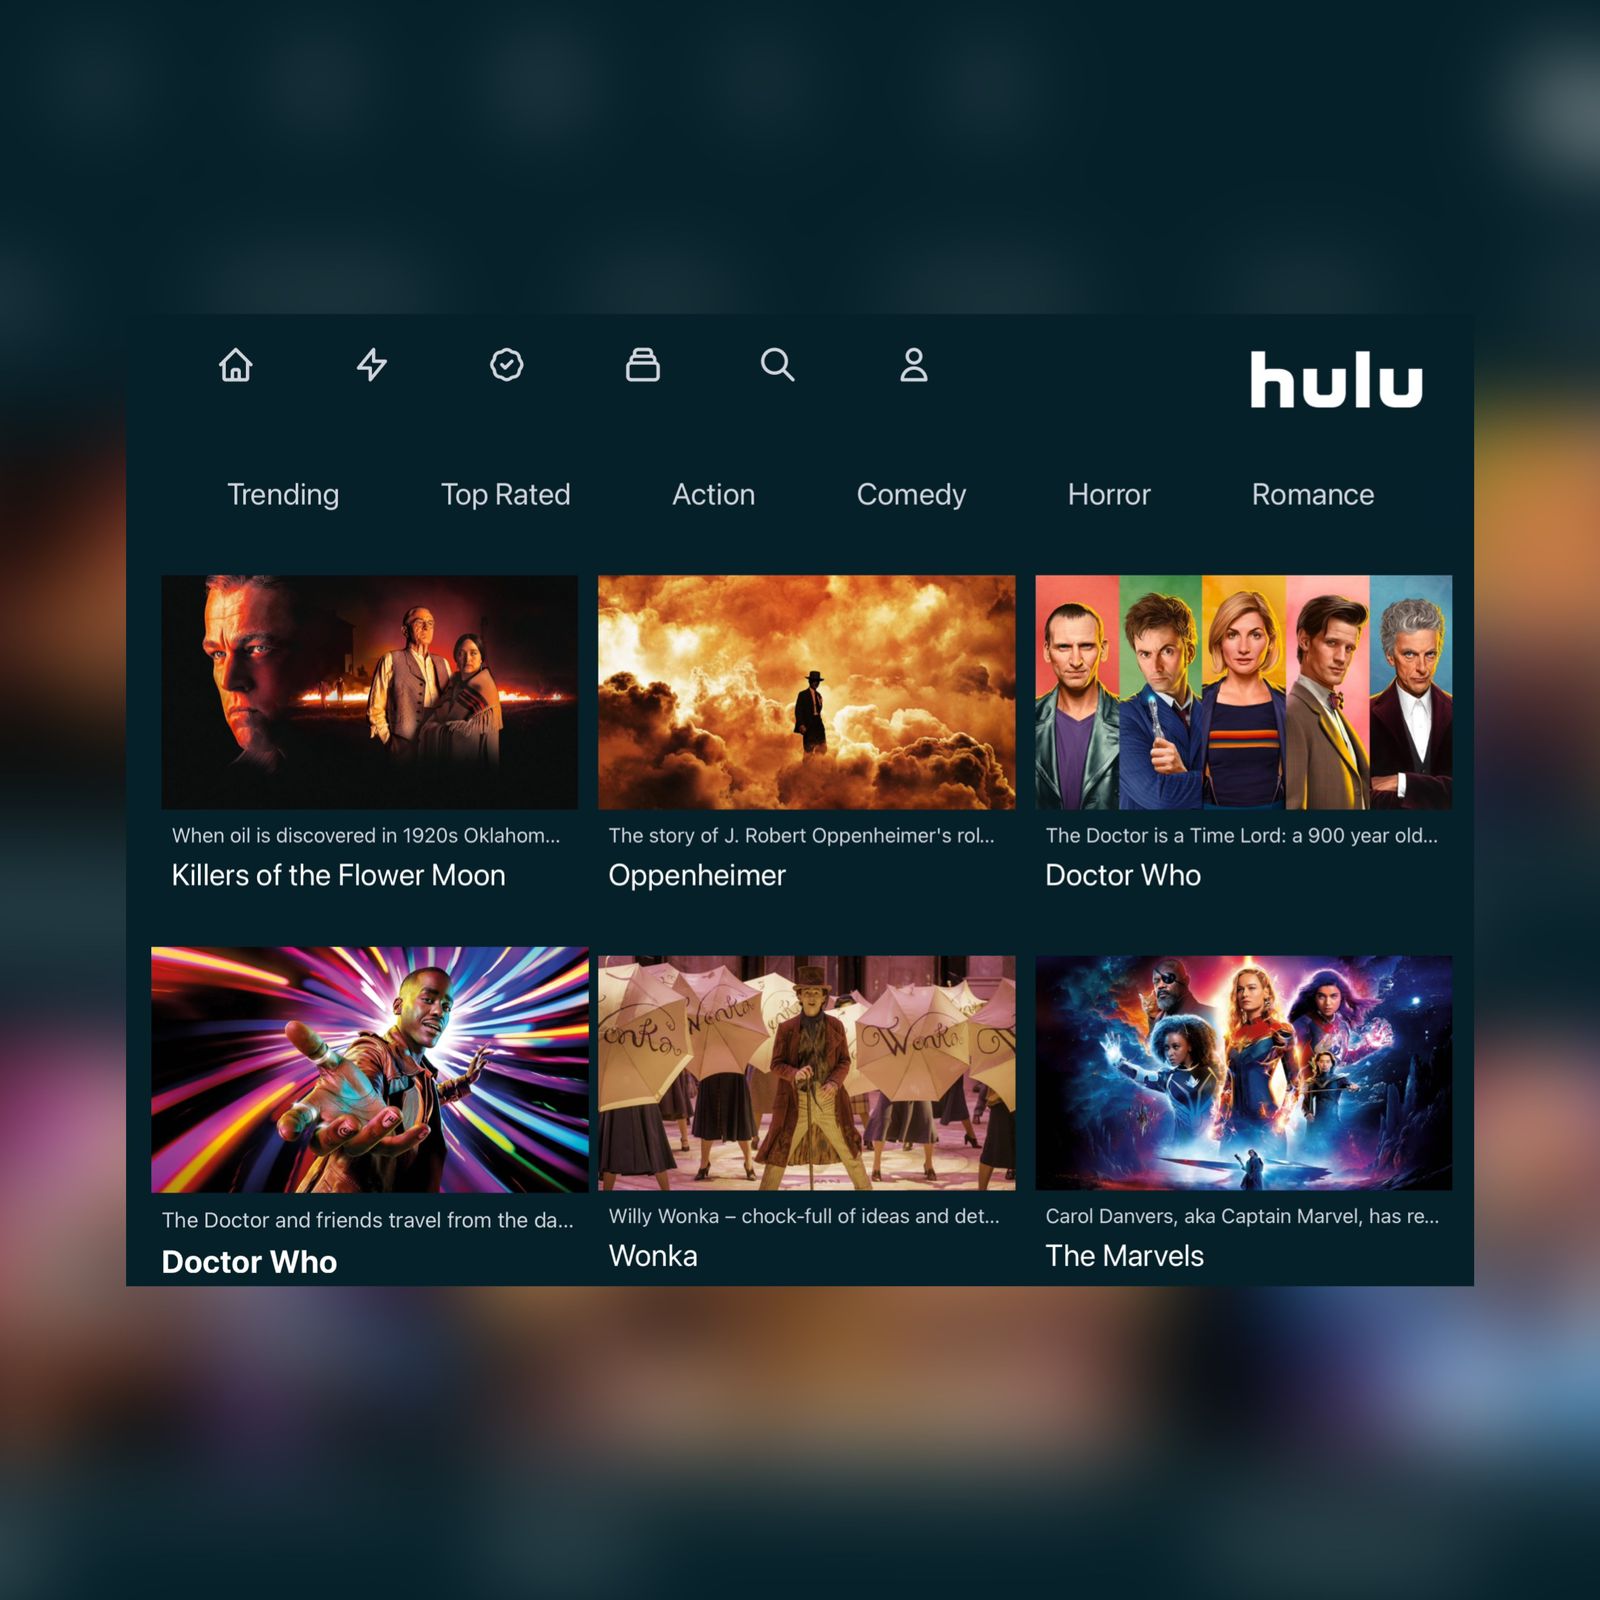 hulu
Trending Top Rated Action Comedy Horror Romance
When oil is discovered in 1920s Oklahom...
Killers of the Flower Moon
The story of J. Robert Oppenheimer's rol...
Oppenheimer
The Doctor is a Time Lord: a 900 year old...
Doctor Who
Wonka
Wonka
The Doctor and friends travel from the da...
Doctor Who
Willy Wonka – chock-full of ideas and det...
Wonka
Carol Danvers, aka Captain Marvel, has re...
The Marvels